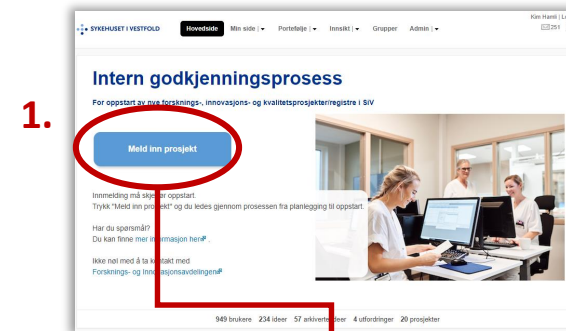 Kim Hamli | L
SYKEHUSET I VESTFOLD Hovedside Min side | Portefølje | Innsikt | Grupper Admin |
251
Intern godkjenningsprosess
For oppstart av nye forsknings-, innovasjons- og kvalitetsprosjekter/registre i SiV
1.
Meld inn prosjekt
Innmelding må skje før oppstart.
Trykk "Meld inn prosjekt" og du ledes gjennom prosessen fra planlegging til oppstart.
Har du spørsmål?
Du kan finne mer informasjon her.
Ikke nøl med å ta kontakt med
Forsknings- og Innovasjonsavdelingen
949 brukere 234 ideer 57 arkiverte ideer 4 utfordringer 20 prosjekter